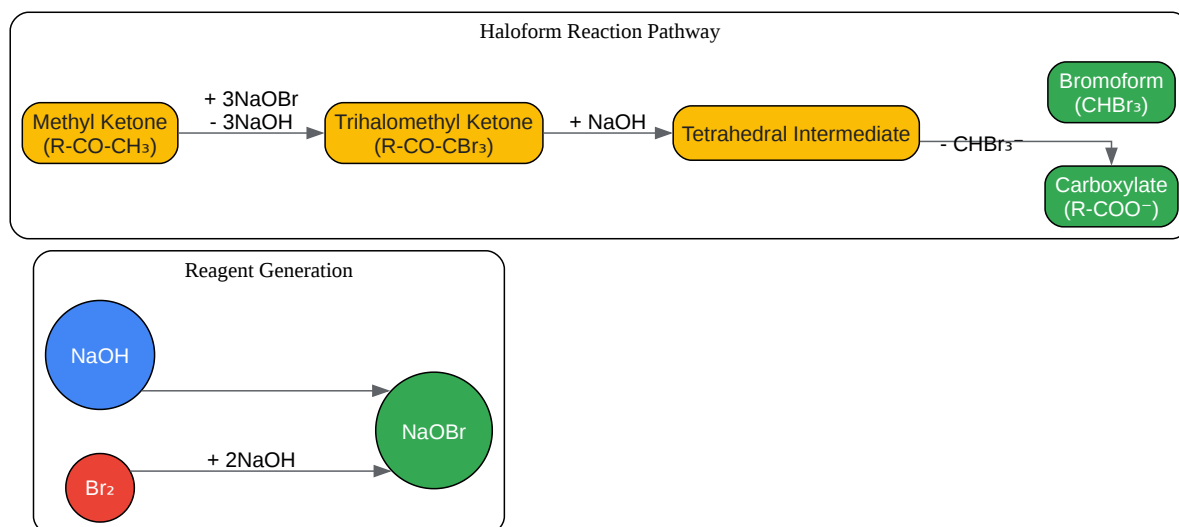 Haloform Reaction Pathway
Methyl Ketone
(R-CO-CH₃)
+ 3NaOBr
- 3NaOH
Trihalomethyl Ketone
(R-CO-CBr₃)
+ NaOH
Tetrahedral Intermediate
- CHBr₃⁻
Bromoform
(CHBr₃)
Carboxylate
(R-COO⁻)
Reagent Generation
NaOH
Br₂
+ 2NaOH
NaOBr